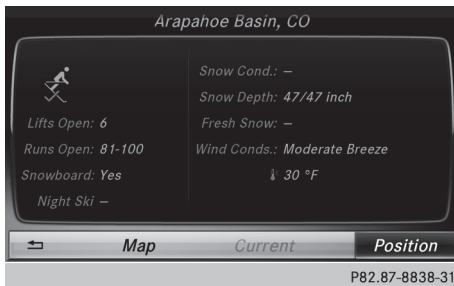 Arapahoe Basin, CO
Snow Cond.: –
Snow Depth: 47/47 inch
Lifts Open: 6
Fresh Snow: –
Runs Open: 81-100
Wind Conds.: Moderate Breeze
Snowboard: Yes
30 °F
Night Ski –
Map
Current
Position
P82.87-8838-31